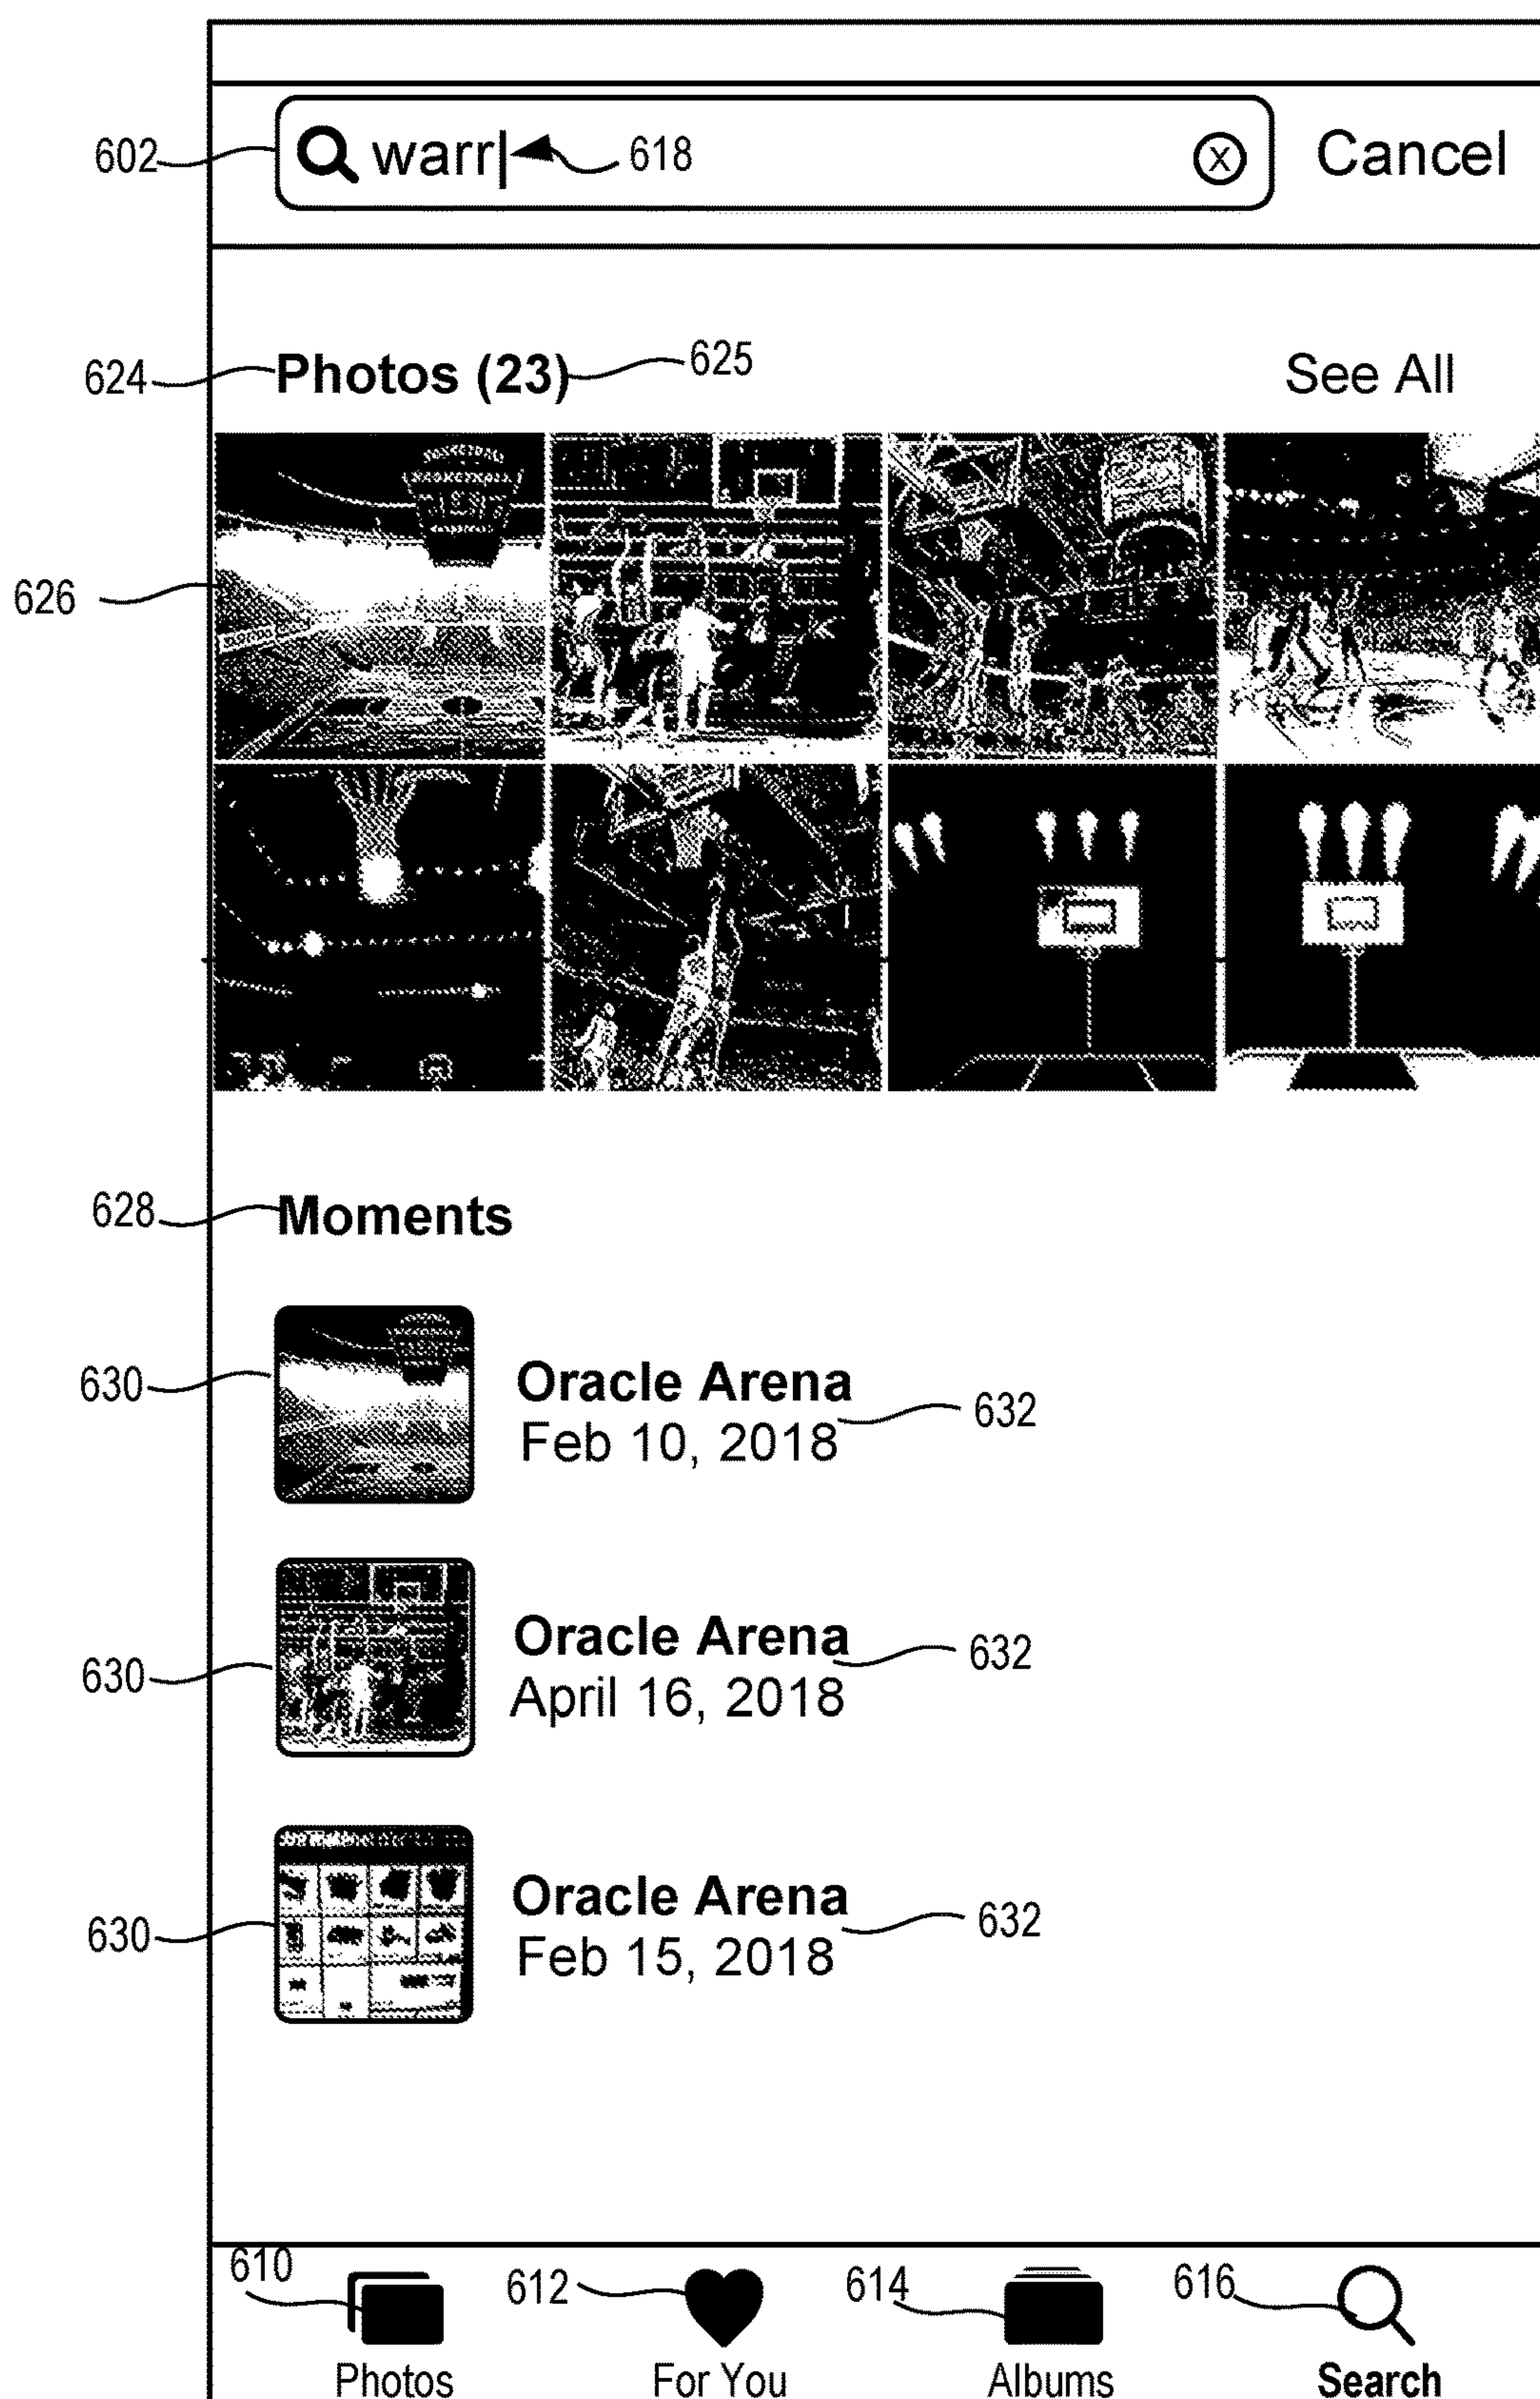 602 warr 618 X Cancel
624 Photos (23) 625 See All
626
628 Moments
630 Oracle Arena
Feb 10, 2018 632
630 Oracle Arena 632
April 16, 2018
630 Oracle Arena 632
Feb 15, 2018
610 612 614 616
Photos For You Albums Search